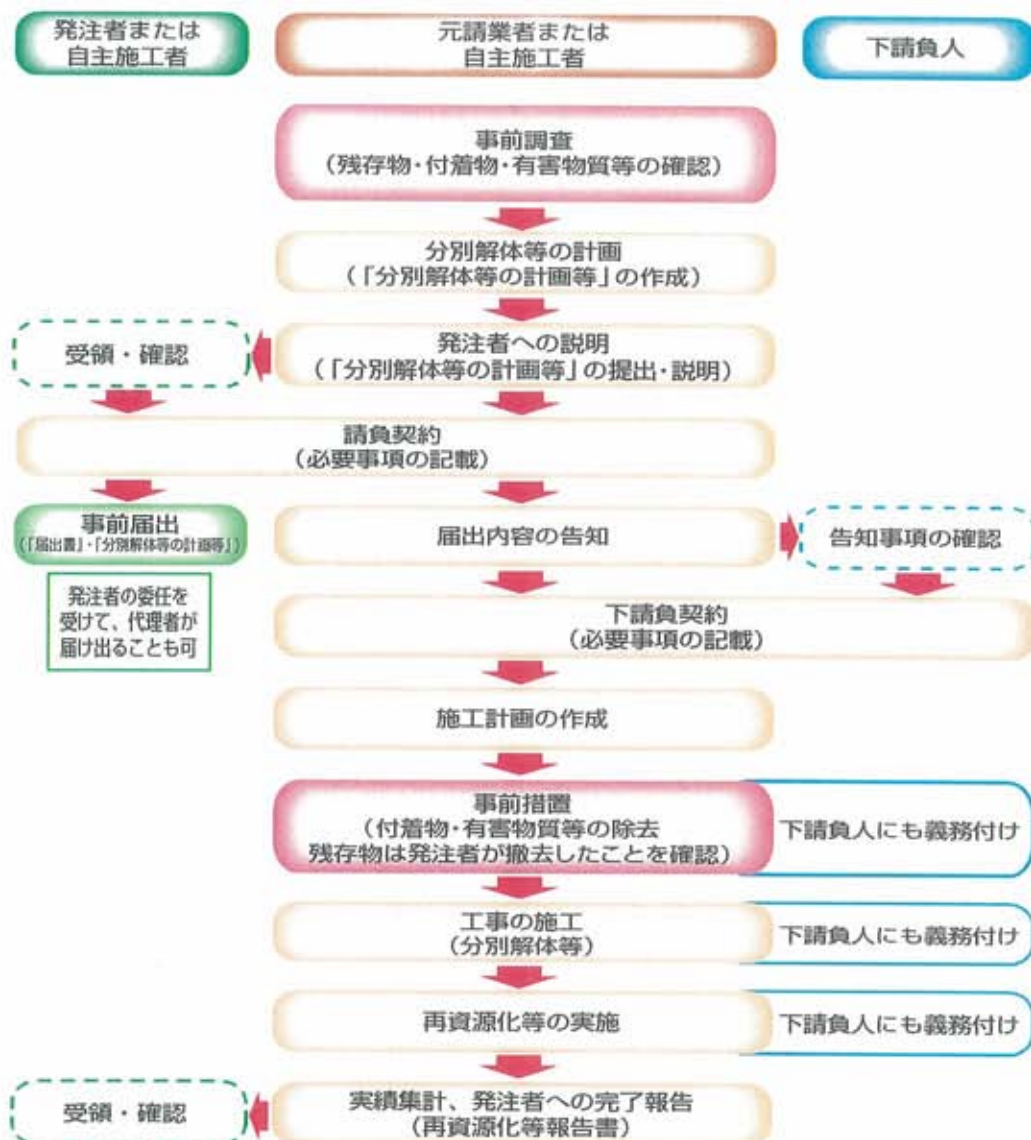 発注者または
自主施工者
元請業者または
自主施工者
下請負人
事前調査
(残存物・付着物・有害物質等の確認)
分別解体等の計画
(「分別解体等の計画等」の作成)
発注者への説明
(「分別解体等の計画等」の提出・説明)
受領・確認
請負契約
(必要事項の記載)
事前届出
(「届出書」・「分別解体等の計画等」)
発注者の委任を
受けて、代理者が
届け出ることも可
届出内容の告知
告知事項の確認
下請負契約
(必要事項の記載)
施工計画の作成
事前措置
(付着物・有害物質等の除去
残存物は発注者が撤去したことを確認)
下請負人にも義務付け
工事の施工
(分別解体等)
下請負人にも義務付け
再資源化等の実施
下請負人にも義務付け
実績集計、発注者への完了報告
(再資源化等報告書)
受領・確認